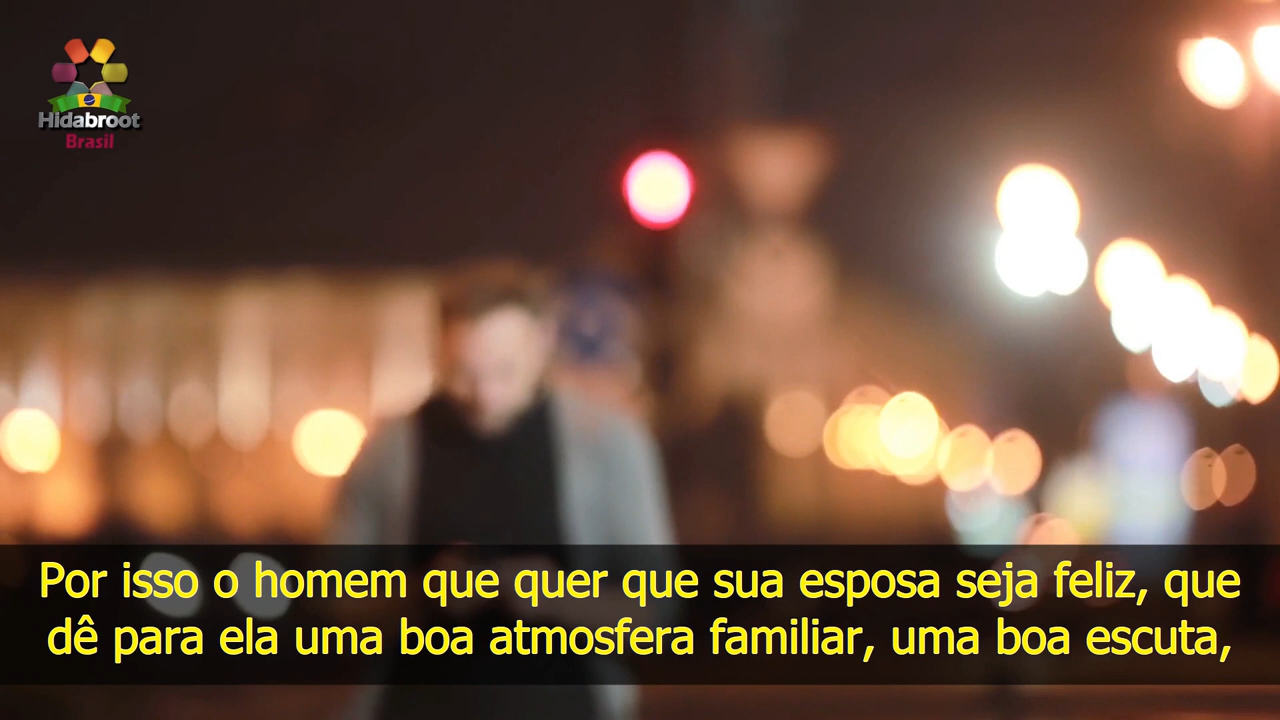 Hidabroot
Brasil
Por isso o homem que quer que sua esposa seja feliz, que
dê para ela uma boa atmosfera familiar, uma boa escuta,